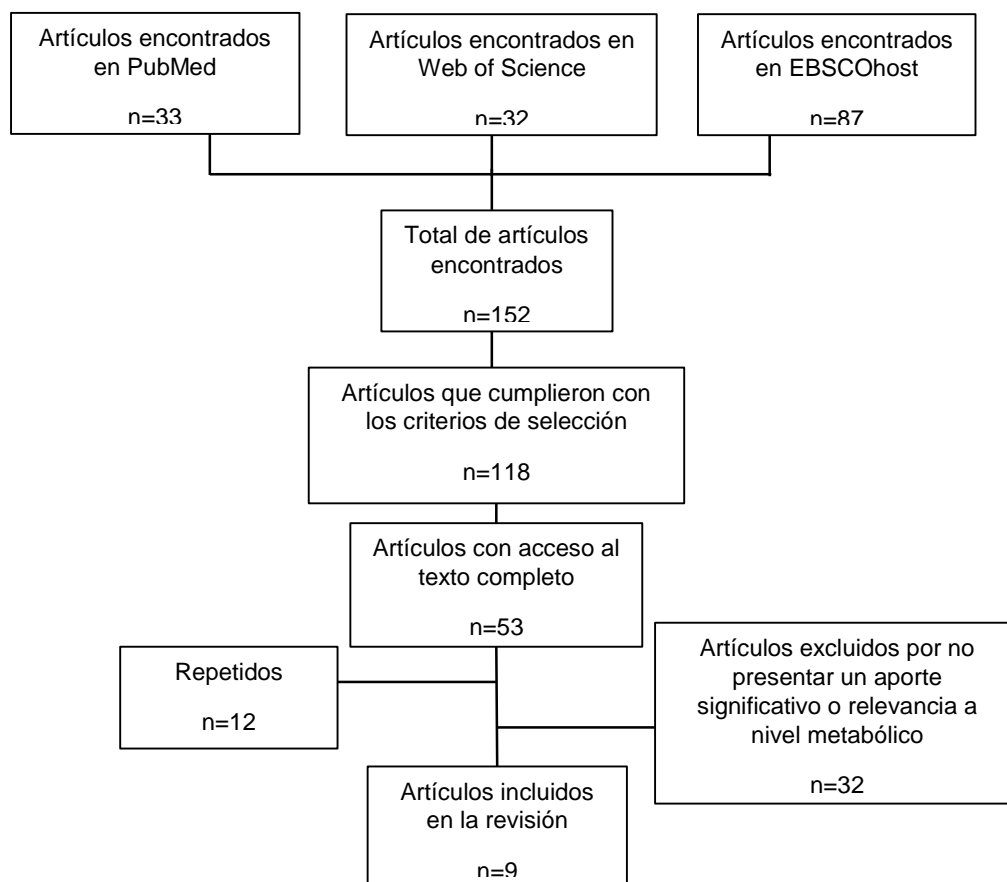 Artículos encontrados
en PubMed
n=33
Artículos encontrados en
Web of Science
n=32
Artículos encontrados
en EBSCOhost
n=87
Total de artículos
encontrados
n=152
Artículos que cumplieron con
los criterios de selección
n=118
Artículos con acceso al
texto completo
n=53
Repetidos
n=12
Artículos excluidos por no
presentar un aporte
significativo o relevancia a
nivel metabólico
n=32
Artículos incluidos
en la revisión
n=9